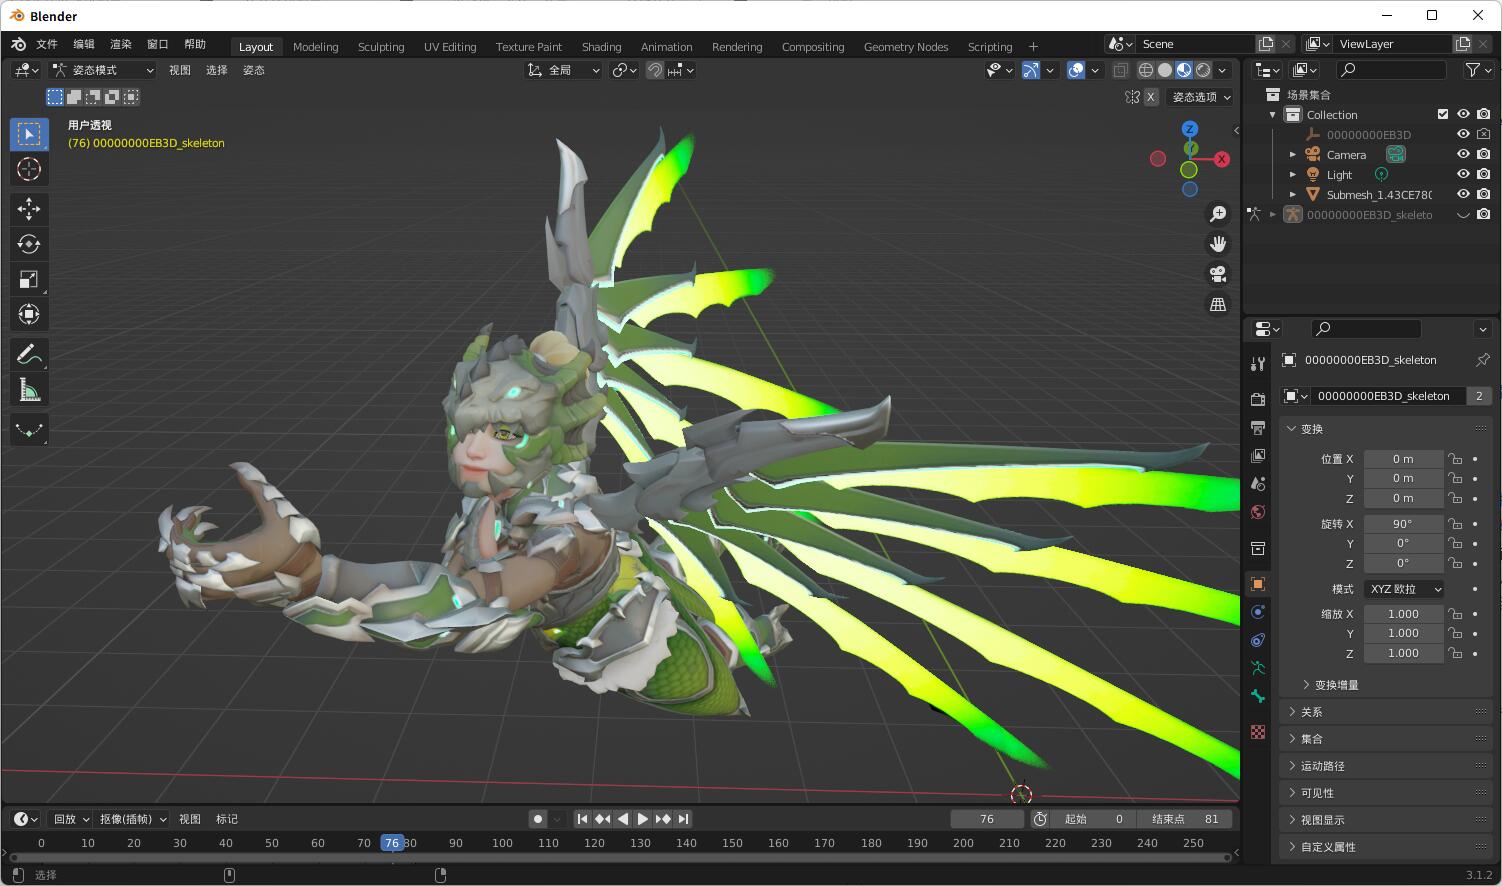 Blender
文件 编辑 渲染 窗口 帮助 Layout Modeling Sculpting UV Editing Texture Paint Shading Animation Rendering Compositing Geometry Nodes Scripting + Scene ViewLayer
姿态模式 视图 选择 姿态 全局
X 姿态选项
用户透视
(76) 00000000EB3D_skeleton
Z
Y
X
场景集合
Collection
00000000EB3D
Camera
Light
Submesh_1.43CE780
00000000EB3D_skeleto
00000000EB3D_skeleton
00000000EB3D_skeleton 2
变换
位置 X 0 m
Y 0 m
Z 0 m
旋转 X 90°
Y 0°
Z 0°
模式 XYZ 欧拉
缩放 X 1.000
Y 1.000
Z 1.000
变换增量
关系
集合
运动路径
可见性
视图显示
自定义属性
回放 抠像(插帧) 视图 标记 76 起始 0 结束点 81
0 10 20 30 40 50 60 70 76 80 90 100 110 120 130 140 150 160 170 180 190 200 210 220 230 240 250
选择 3.1.2